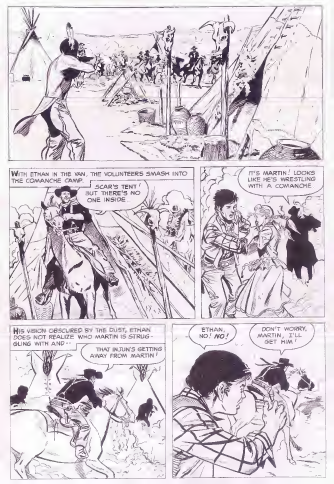 WITH ETHAN IN THE VAN, THE VOLUNTEERS SMASH INTO
THE COMANCHE CAMP...
SCAR'S TENT!
BUT THERE'S NO
ONE INSIDE
IT'S MARTIN! LOOKS
LIKE HE'S WRESTLING
WITH A COMANCHE
HIS VISION OBSCURED BY THE DUST, ETHAN
DOES NOT REALIZE WHO MARTIN IS STRUG-
GLING WITH AND--
THAT INJUN'S GETTING
AWAY FROM MARTIN!
ETHAN,
NO! NO!
DON'T WORRY,
MARTIN, I'LL
GET HIM!